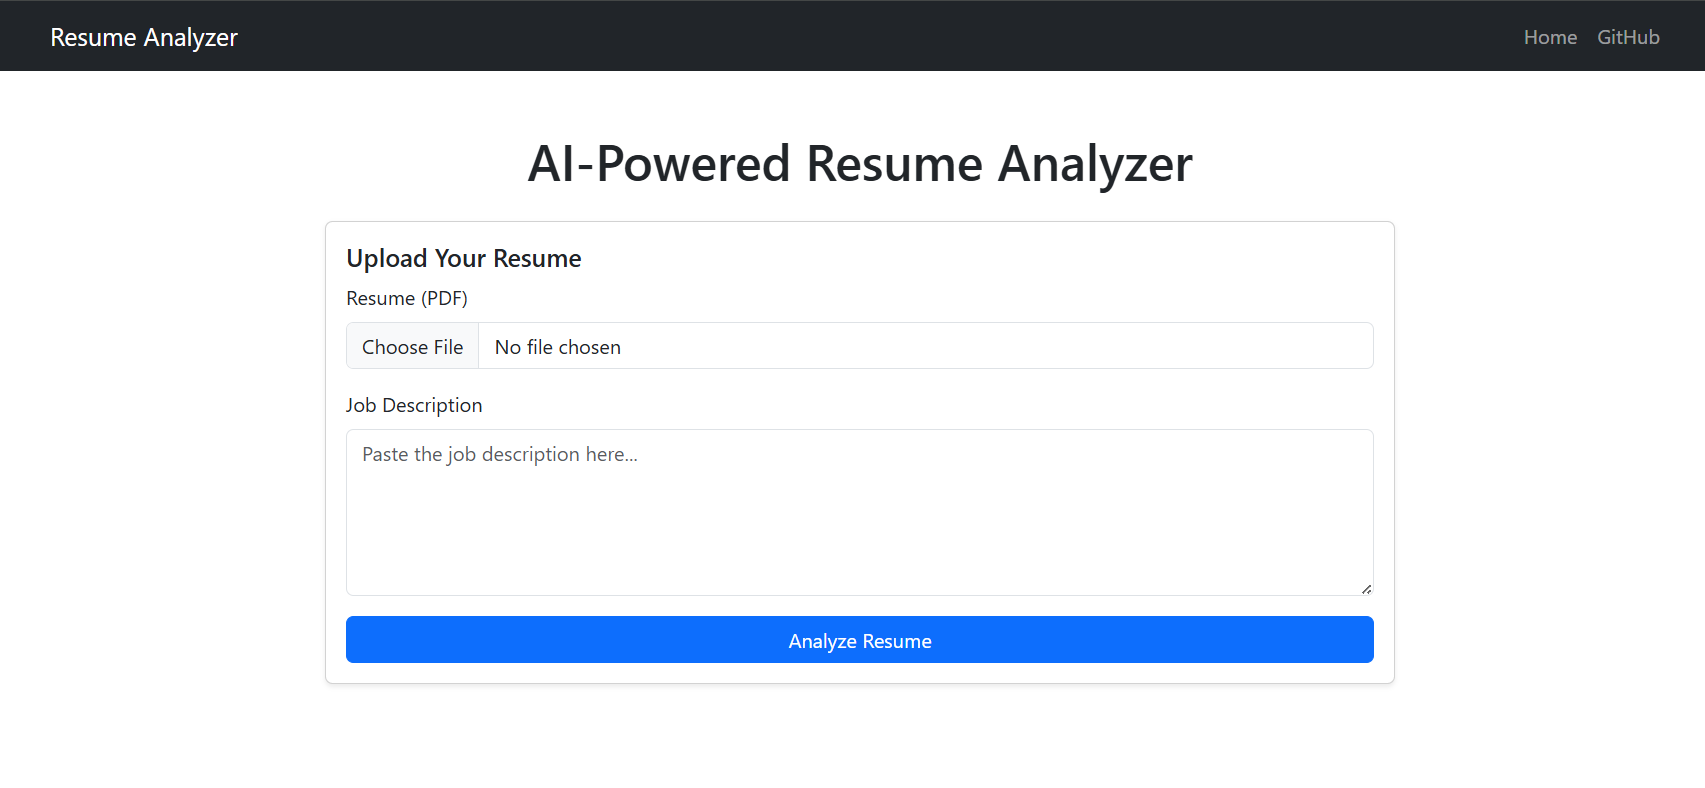 Resume Analyzer
Home GitHub
AI-Powered Resume Analyzer
Upload Your Resume
Resume (PDF)
Choose File No file chosen
Job Description
Paste the job description here...
Analyze Resume